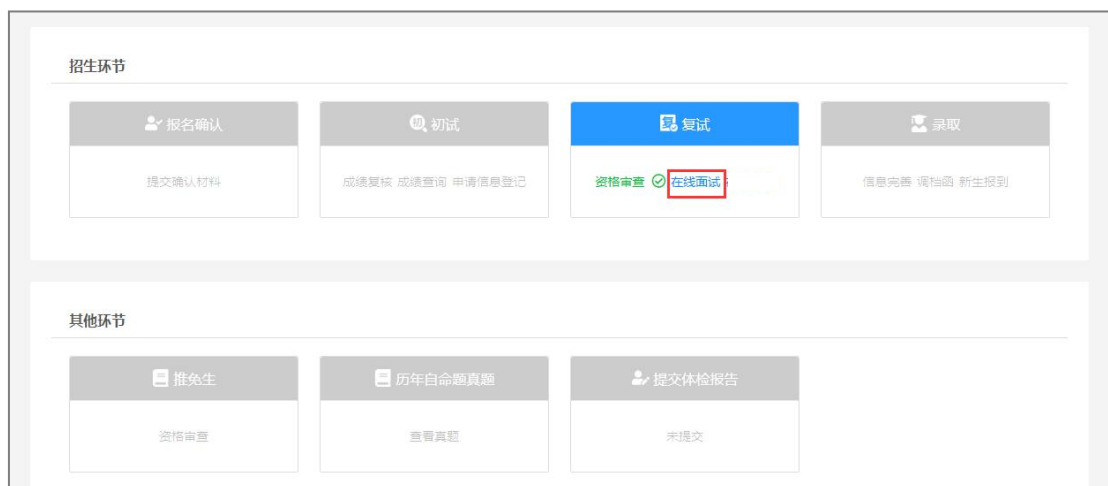 招生环节
报名确认
初试
复试
录取
提交确认材料
成绩复核 成绩查询 申请信息登记
资格审查 在线面试
信息完善 调档函 新生报到
其他环节
推免生
历年自命题真题
提交体检报告
资格审查
查看真题
未提交